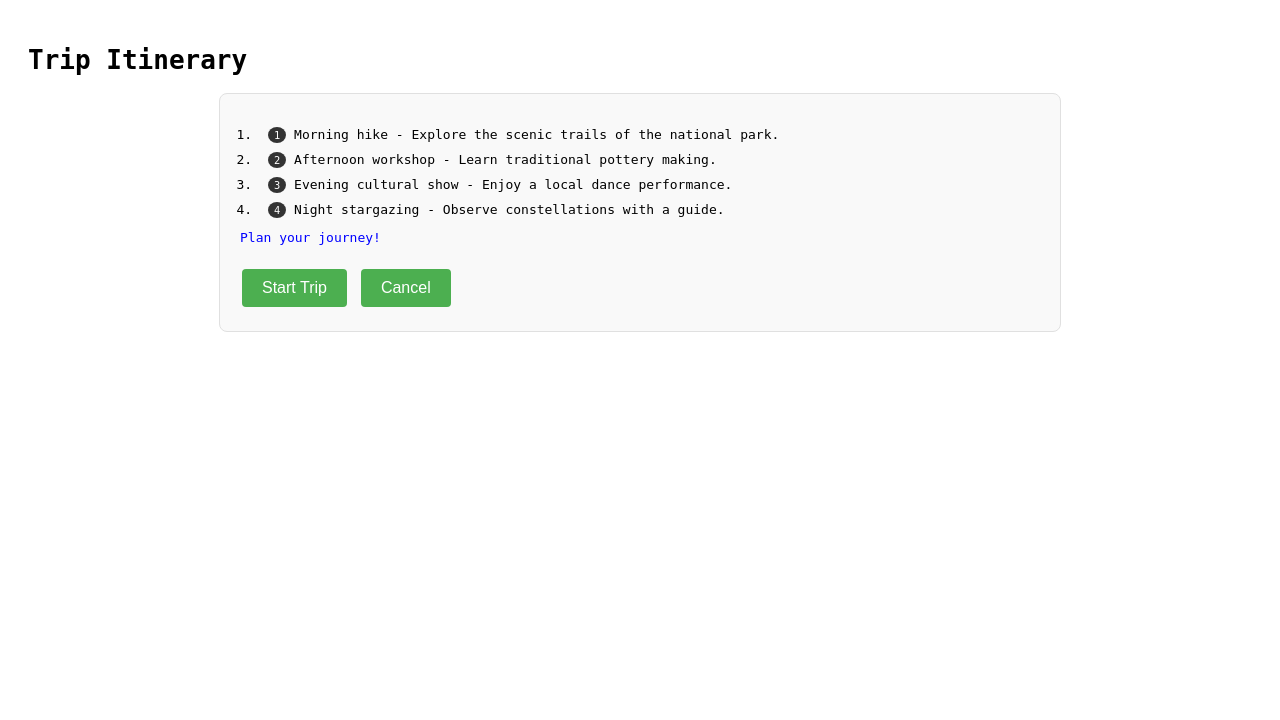 Trip Itinerary
1. 1 Morning hike - Explore the scenic trails of the national park.
2. 2 Afternoon workshop - Learn traditional pottery making.
3. 3 Evening cultural show - Enjoy a local dance performance.
4. 4 Night stargazing - Observe constellations with a guide.
Plan your journey!
Start Trip Cancel